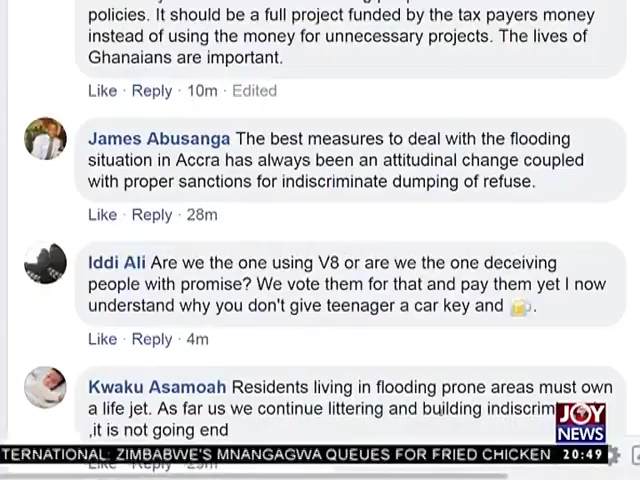 policies. It should be a full project funded by the tax payers money
instead of using the money for unnecessary projects. The lives of
Ghanaians are important.
Like · Reply · 10m · Edited
James Abusanga The best measures to deal with the flooding
situation in Accra has always been an attitudinal change coupled
with proper sanctions for indiscriminate dumping of refuse.
Like · Reply · 28m
Iddi Ali Are we the one using V8 or are we the one deceiving
people with promise? We vote them for that and pay them yet I now
understand why you don't give teenager a car key and 🍺.
Like · Reply · 4m
Kwaku Asamoah Residents living in flooding prone areas must own
a life jet. As far us we continue littering and building indiscrim
,it is not going end
JOY
NEWS
TERNATIONAL: ZIMBABWE'S MNANGAGWA QUEUES FOR FRIED CHICKEN 20:49
Like · Reply